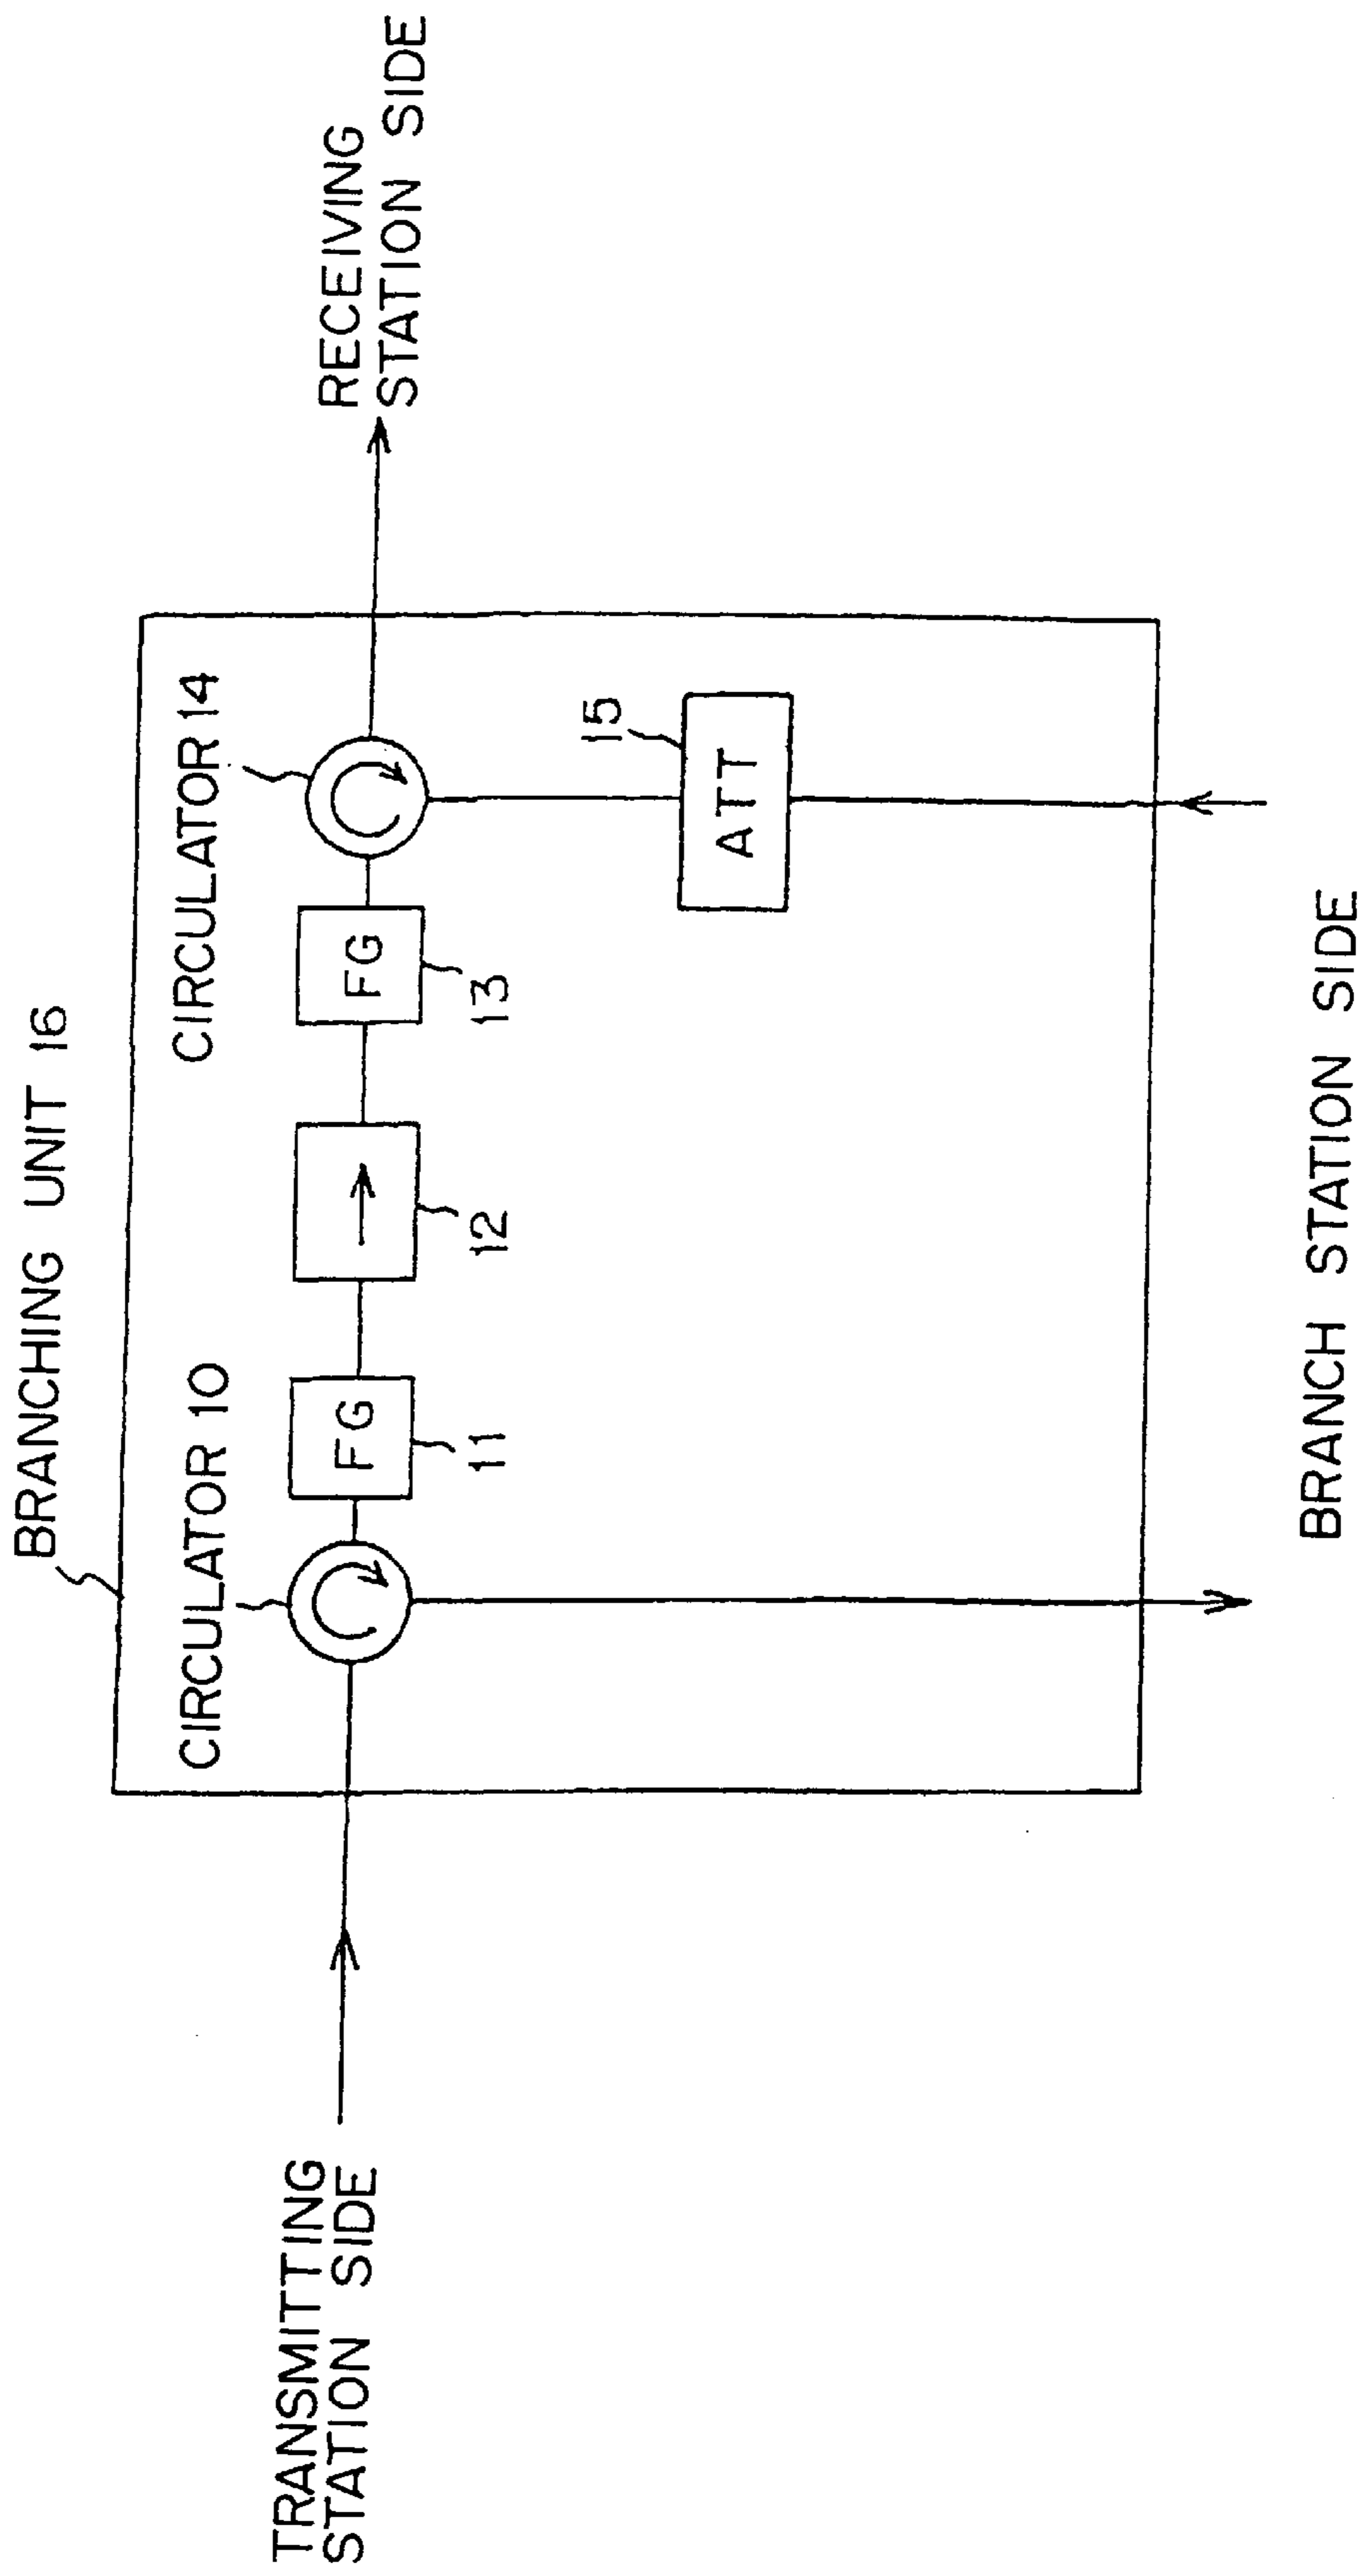 BRANCHING UNIT 16
CIRCULATOR 10
CIRCULATOR 14
FG
11
12
FG
13
15
ATT
TRANSMITTING
STATION SIDE
RECEIVING
STATION SIDE
BRANCH STATION SIDE